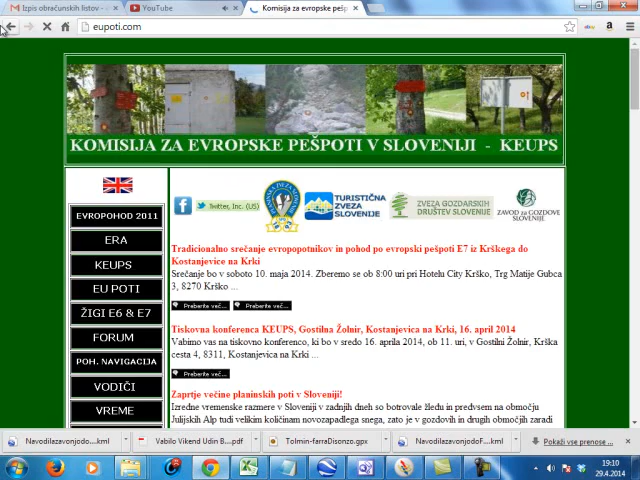 Izpis obračunskih listov - 
YouTube
Komisija za evropske pešp
eupoti.com
KOMISIJA ZA EVROPSKE PEŠPOTI V SLOVENIJI - KEUPS
Twitter, Inc. (US)
TURISTIČNA
ZVEZA
SLOVENIJE
ZVEZA GOZDARSKIH
DRUŠTEV SLOVENIJE
ZAVOD ZA GOZDOVE
SLOVENIJE
EVROPOHOD 2011
ERA
KEUPS
EU POTI
ŽIGI E6 & E7
FORUM
POH. NAVIGACIJA
VODIČI
VREME
Tradicionalno srečanje evropopotnikov in pohod po evropski pešpoti E7 iz Krškega do
Kostanjevice na Krki
Srečanje bo v soboto 10. maja 2014. Zberemo se ob 8:00 uri pri Hotelu City Krško, Trg Matije Gubca
3, 8270 Krško ...
Preberite več... Preberite več...
Tiskovna konferenca KEUPS, Gostilna Žolnir, Kostanjevica na Krki, 16. april 2014
Vabimo vas na tiskovno konferenco, ki bo v sredo 16. aprila 2014, ob 11. uri, v Gostilni Žolnir, Krška
cesta 4, 8311, Kostanjevica na Krki ...
Preberite več...
Zaprtje večine planinskih poti v Sloveniji!
Izredne vremenske razmere v Sloveniji v zadnjih dneh so botrovale žledu in predvsem na območju
Julijskih Alp tudi velikim količinam novozapadlega snega, zato je v gozdovih in drugih območjih zaradi
Navodilazavonjodo....kml
Vabilo Vikend Udin B....pdf
Tolmin-farraDisonzo.gpx
NavodilazavonjodoF....kml
Pokaži vse prenose ...
19:10
29.4.2014